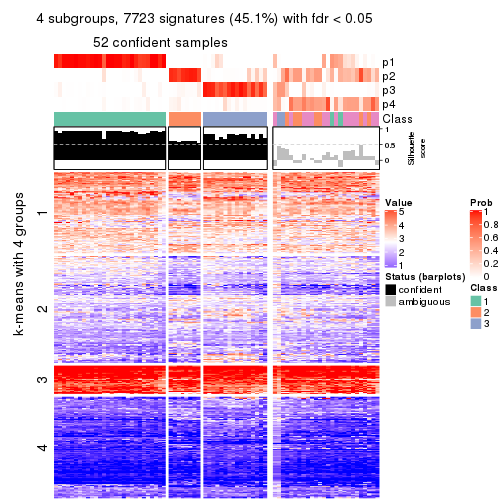 4 subgroups, 7723 signatures (45.1%) with fdr < 0.05
52 confident samples
p1
p2
p3
p4
Class
1
0.5
0
Silhouette
score
k-means with 4 groups
1
2
3
4
Value
5
4
3
2
1
Status (barplots)
confident
ambiguous
Prob
1
0.8
0.6
0.4
0.2
0
Class
1
2
3